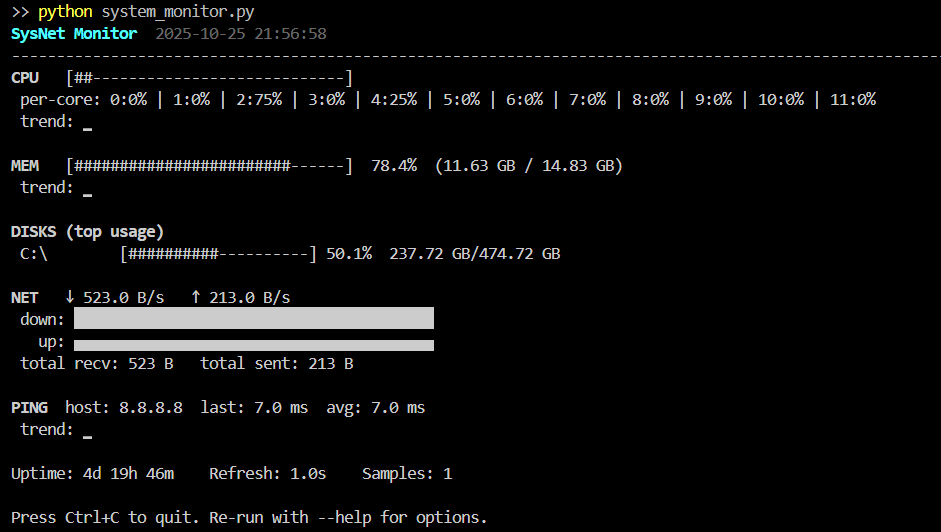 >> python system_monitor.py
SysNet Monitor  2025-10-25 21:56:58
--------------------------------------------------------------------------------------------------------
CPU   [##----------------------------]
 per-core: 0:0% | 1:0% | 2:75% | 3:0% | 4:25% | 5:0% | 6:0% | 7:0% | 8:0% | 9:0% | 10:0% | 11:0%
 trend: ▁
MEM   [########################------]  78.4%  (11.63 GB / 14.83 GB)
 trend: ▁
DISKS (top usage)
 C:\        [##########----------] 50.1%  237.72 GB/474.72 GB
NET   ↓ 523.0 B/s   ↑ 213.0 B/s
 down: ████████████████████████████████████████
   up: ▄▄▄▄▄▄▄▄▄▄▄▄▄▄▄▄▄▄▄▄▄▄▄▄▄▄▄▄▄▄▄▄▄▄▄▄▄▄▄▄
 total recv: 523 B   total sent: 213 B
PING  host: 8.8.8.8  last: 7.0 ms  avg: 7.0 ms
 trend: ▁
Uptime: 4d 19h 46m    Refresh: 1.0s    Samples: 1
Press Ctrl+C to quit. Re-run with --help for options.